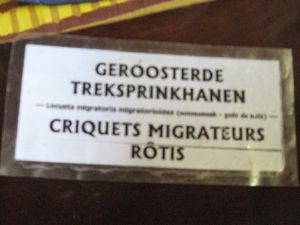 GEROOSTERDE
TREKSPRINKHANEN
— Locusta migratoria migratorioides
CRIQUETS MIGRATEURS
RÔTIS